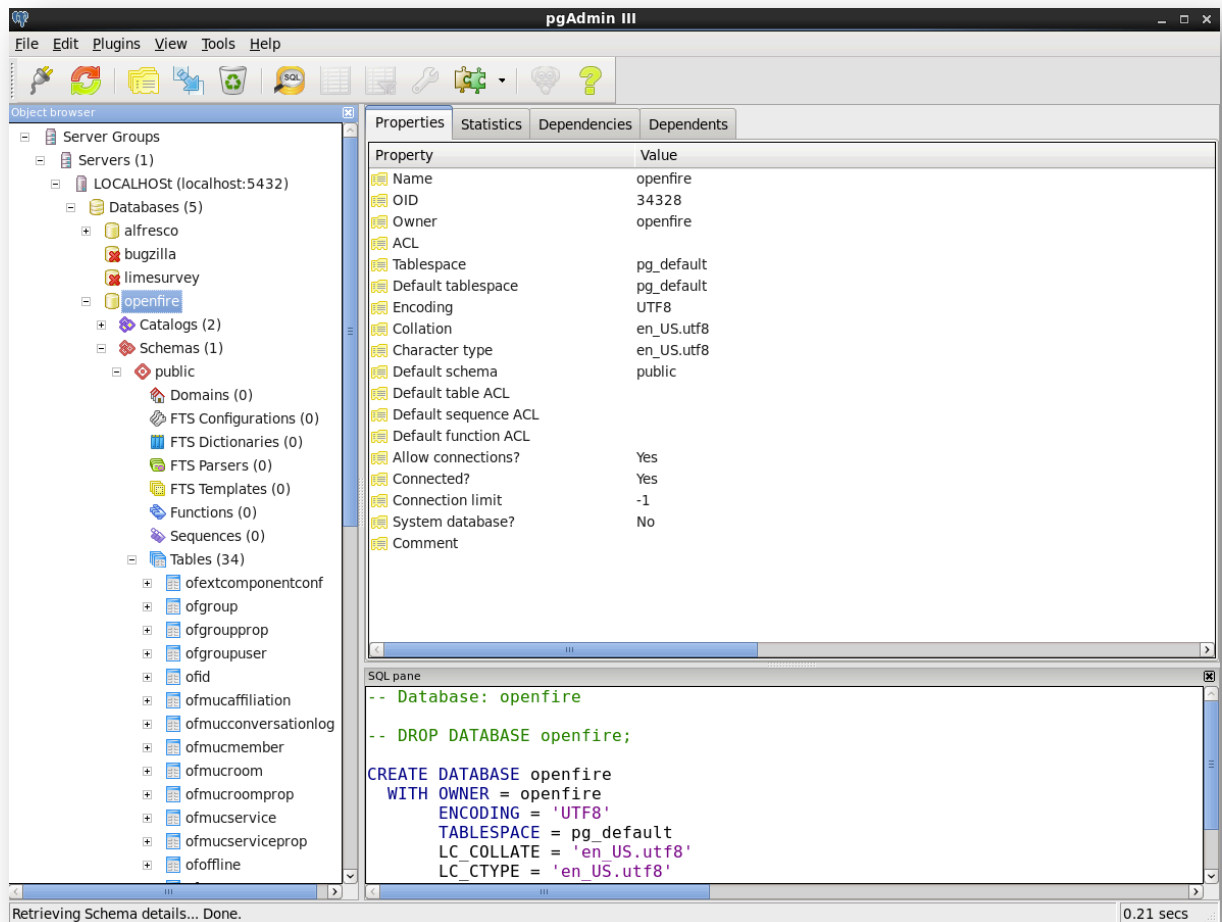 pgAdmin III
File Edit Plugins View Tools Help
SQL
Object browser
Server Groups
Servers (1)
LOCALHOSt (localhost:5432)
Databases (5)
alfresco
bugzilla
limesurvey
openfire
Catalogs (2)
Schemas (1)
public
Domains (0)
FTS Configurations (0)
FTS Dictionaries (0)
FTS Parsers (0)
FTS Templates (0)
Functions (0)
Sequences (0)
Tables (34)
ofextcomponentconf
ofgroup
ofgroupprop
ofgroupuser
ofid
ofmucaffiliation
ofmucconversationlog
ofmucmember
ofmucroom
ofmucroomprop
ofmucservice
ofmucserviceprop
ofoffline
Properties Statistics Dependencies Dependents
Property Value
Name openfire
OID 34328
Owner openfire
ACL
Tablespace pg_default
Default tablespace pg_default
Encoding UTF8
Collation en_US.utf8
Character type en_US.utf8
Default schema public
Default table ACL
Default sequence ACL
Default function ACL
Allow connections? Yes
Connected? Yes
Connection limit -1
System database? No
Comment
SQL pane
-- Database: openfire
-- DROP DATABASE openfire;
CREATE DATABASE openfire
WITH OWNER = openfire
ENCODING = 'UTF8'
TABLESPACE = pg_default
LC_COLLATE = 'en_US.utf8'
LC_CTYPE = 'en_US.utf8'
Retrieving Schema details... Done. 0.21 secs